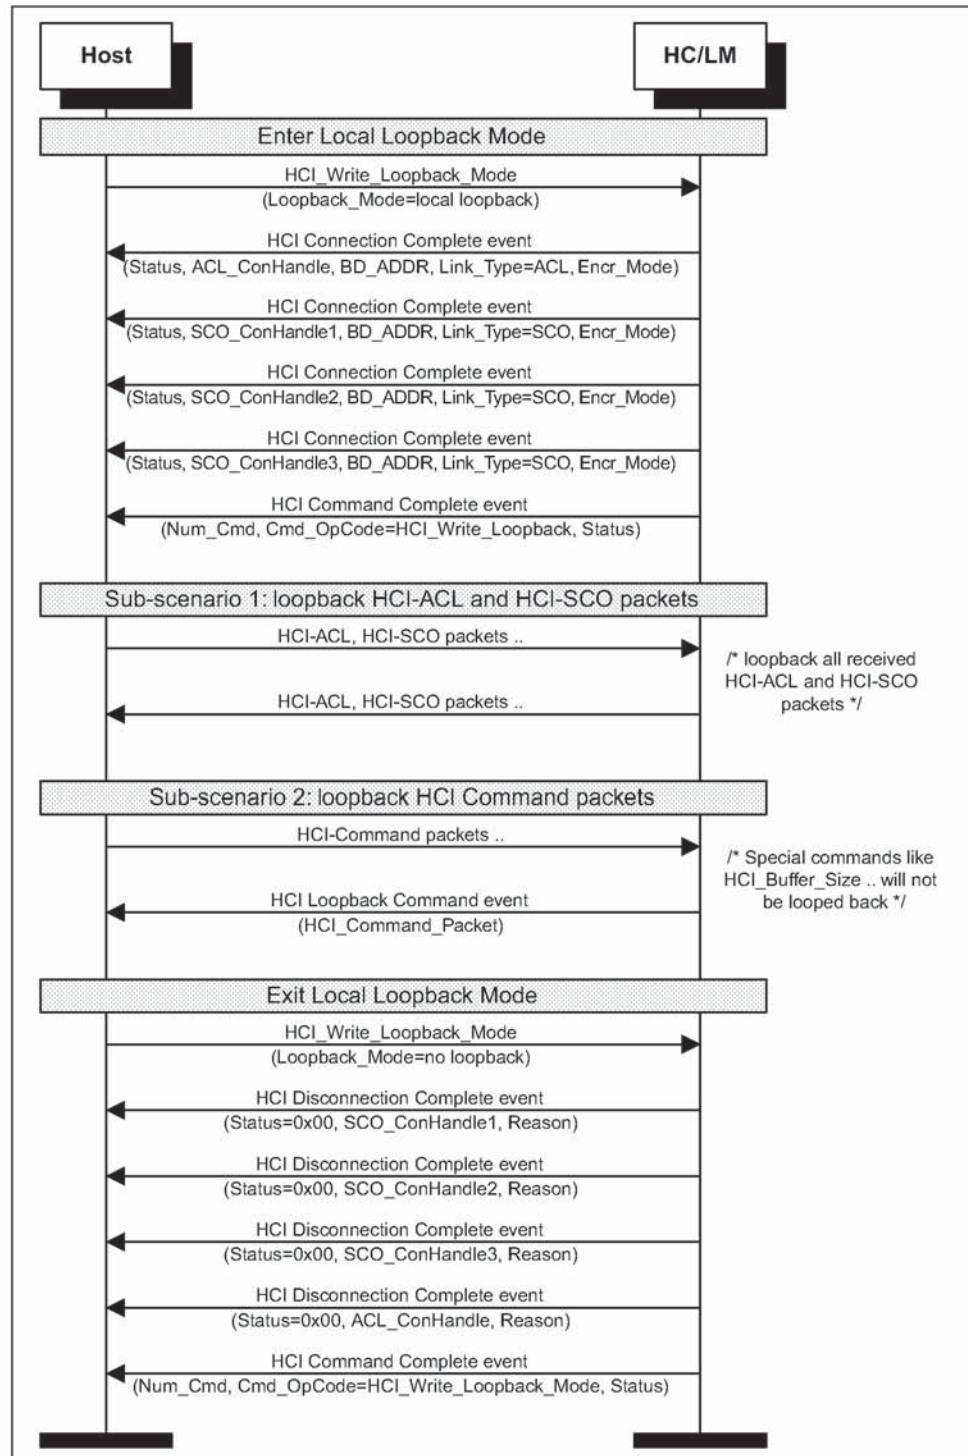 Host
HC/LM
Enter Local Loopback Mode
HCI_Write_Loopback_Mode
(Loopback_Mode=local loopback)
HCI Connection Complete event
(Status, ACL_ConHandle, BD_ADDR, Link_Type=ACL, Encr_Mode)
HCI Connection Complete event
(Status, SCO_ConHandle1, BD_ADDR, Link_Type=SCO, Encr_Mode)
HCI Connection Complete event
(Status, SCO_ConHandle2, BD_ADDR, Link_Type=SCO, Encr_Mode)
HCI Connection Complete event
(Status, SCO_ConHandle3, BD_ADDR, Link_Type=SCO, Encr_Mode)
HCI Command Complete event
(Num_Cmd, Cmd_OpCode=HCI_Write_Loopback, Status)
Sub-scenario 1: loopback HCI-ACL and HCI-SCO packets
HCI-ACL, HCI-SCO packets ..
/* loopback all received
HCI-ACL and HCI-SCO
packets */
HCI-ACL, HCI-SCO packets ..
Sub-scenario 2: loopback HCI Command packets
HCI-Command packets ..
/* Special commands like
HCI_Buffer_Size .. will not
be looped back */
HCI Loopback Command event
(HCI_Command_Packet)
Exit Local Loopback Mode
HCI_Write_Loopback_Mode
(Loopback_Mode=no loopback)
HCI Disconnection Complete event
(Status=0x00, SCO_ConHandle1, Reason)
HCI Disconnection Complete event
(Status=0x00, SCO_ConHandle2, Reason)
HCI Disconnection Complete event
(Status=0x00, SCO_ConHandle3, Reason)
HCI Disconnection Complete event
(Status=0x00, ACL_ConHandle, Reason)
HCI Command Complete event
(Num_Cmd, Cmd_OpCode=HCI_Write_Loopback_Mode, Status)